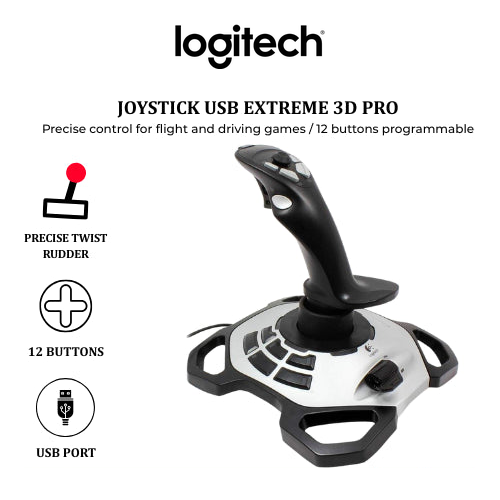 logitech
JOYSTICK USB EXTREME 3D PRO
Precise control for flight and driving games / 12 buttons programmable
PRECISE TWIST
RUDDER
12 BUTTONS
USB PORT